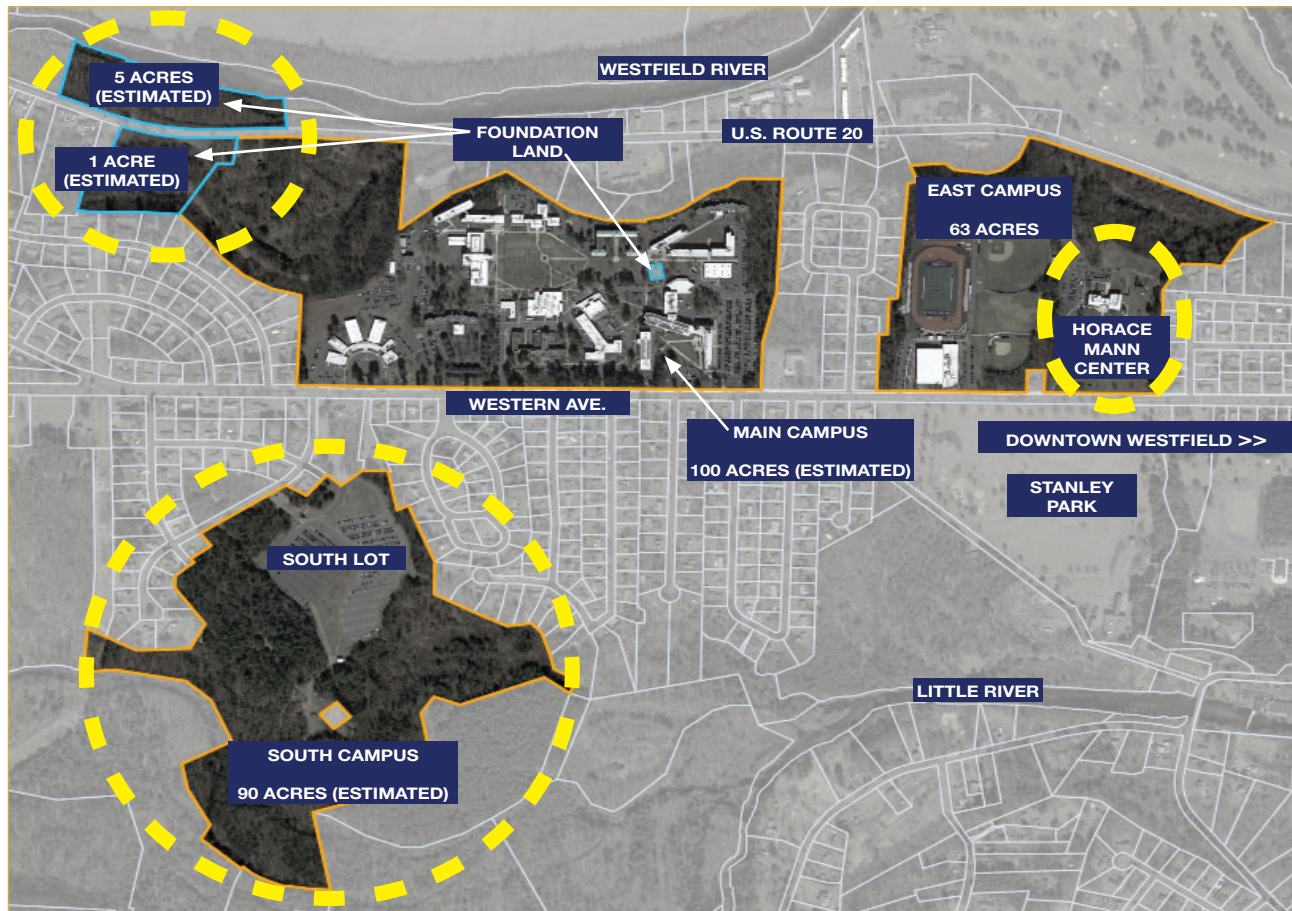 5 ACRES
(ESTIMATED)
WESTFIELD RIVER
FOUNDATION
LAND
U.S. ROUTE 20
1 ACRE
(ESTIMATED)
EAST CAMPUS
63 ACRES
HORACE
MANN
CENTER
WESTERN AVE.
MAIN CAMPUS
100 ACRES (ESTIMATED)
DOWNTOWN WESTFIELD >>
STANLEY
PARK
SOUTH LOT
LITTLE RIVER
SOUTH CAMPUS
90 ACRES (ESTIMATED)